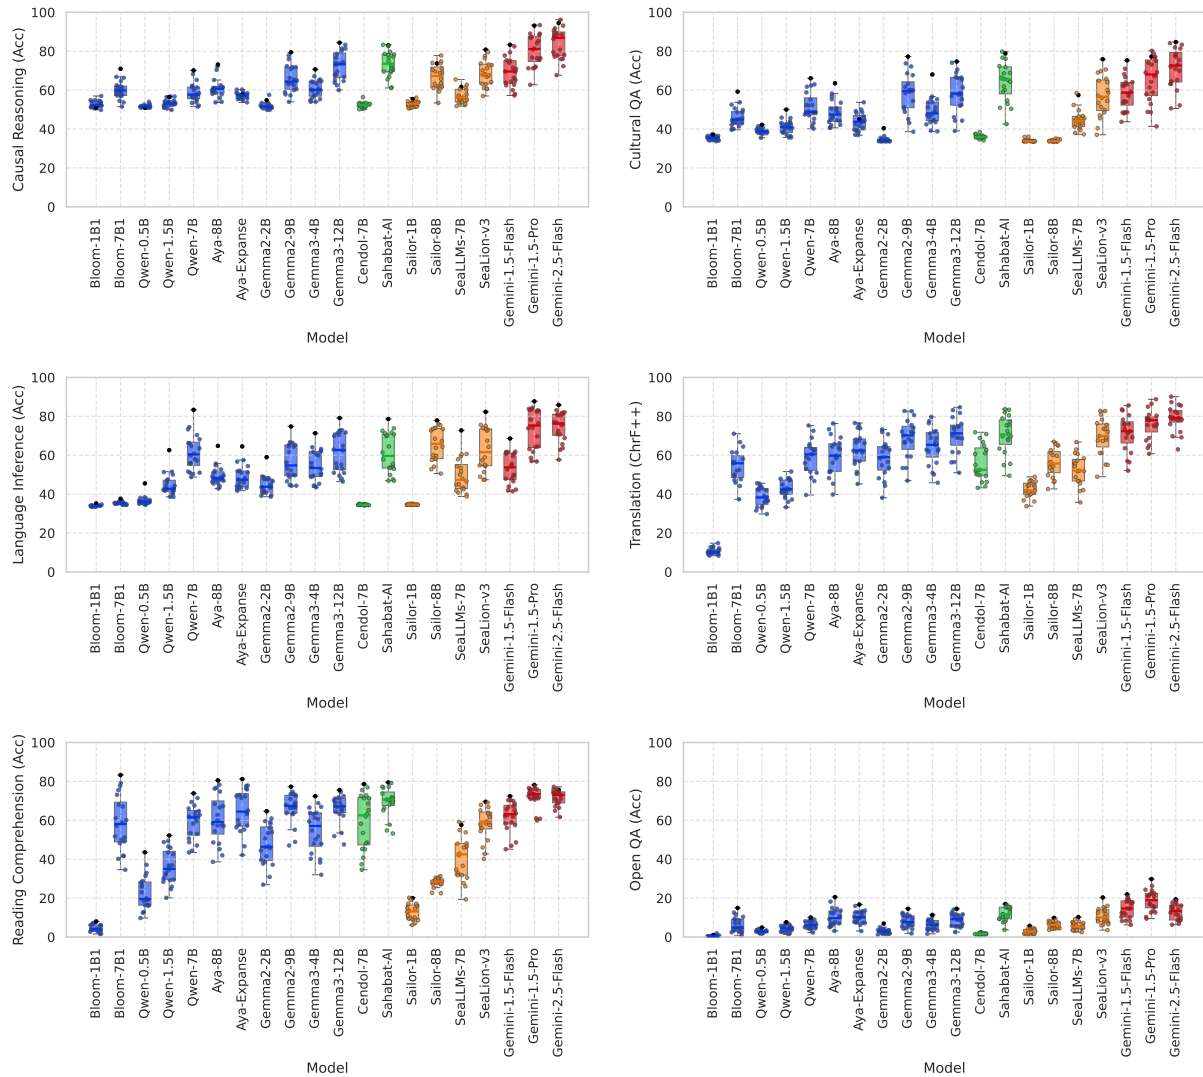 Causal Reasoning (Acc)
100
80
60
40
20
0
Bloom-1B1
Bloom-7B1
Qwen-0.5B
Qwen-1.5B
Qwen-7B
Aya-8B
Aya-Expanse
Gemma2-2B
Gemma2-9B
Gemma3-4B
Gemma3-12B
Cendol-7B
Sahabat-AI
Sailor-1B
Sailor-8B
SeaLLMs-7B
SeaLion-v3
Gemini-1.5-Flash
Gemini-1.5-Pro
Gemini-2.5-Flash
Model
Cultural QA (Acc)
100
80
60
40
20
0
Bloom-1B1
Bloom-7B1
Qwen-0.5B
Qwen-1.5B
Qwen-7B
Aya-8B
Aya-Expanse
Gemma2-2B
Gemma2-9B
Gemma3-4B
Gemma3-12B
Cendol-7B
Sahabat-AI
Sailor-1B
Sailor-8B
SeaLLMs-7B
SeaLion-v3
Gemini-1.5-Flash
Gemini-1.5-Pro
Gemini-2.5-Flash
Model
Language Inference (Acc)
100
80
60
40
20
0
Bloom-1B1
Bloom-7B1
Qwen-0.5B
Qwen-1.5B
Qwen-7B
Aya-8B
Aya-Expanse
Gemma2-2B
Gemma2-9B
Gemma3-4B
Gemma3-12B
Cendol-7B
Sahabat-AI
Sailor-1B
Sailor-8B
SeaLLMs-7B
SeaLion-v3
Gemini-1.5-Flash
Gemini-1.5-Pro
Gemini-2.5-Flash
Model
Translation (ChrF++)
100
80
60
40
20
0
Bloom-1B1
Bloom-7B1
Qwen-0.5B
Qwen-1.5B
Qwen-7B
Aya-8B
Aya-Expanse
Gemma2-2B
Gemma2-9B
Gemma3-4B
Gemma3-12B
Cendol-7B
Sahabat-AI
Sailor-1B
Sailor-8B
SeaLLMs-7B
SeaLion-v3
Gemini-1.5-Flash
Gemini-1.5-Pro
Gemini-2.5-Flash
Model
Reading Comprehension (Acc)
100
80
60
40
20
0
Bloom-1B1
Bloom-7B1
Qwen-0.5B
Qwen-1.5B
Qwen-7B
Aya-8B
Aya-Expanse
Gemma2-2B
Gemma2-9B
Gemma3-4B
Gemma3-12B
Cendol-7B
Sahabat-AI
Sailor-1B
Sailor-8B
SeaLLMs-7B
SeaLion-v3
Gemini-1.5-Flash
Gemini-1.5-Pro
Gemini-2.5-Flash
Model
Open QA (Acc)
100
80
60
40
20
0
Bloom-1B1
Bloom-7B1
Qwen-0.5B
Qwen-1.5B
Qwen-7B
Aya-8B
Aya-Expanse
Gemma2-2B
Gemma2-9B
Gemma3-4B
Gemma3-12B
Cendol-7B
Sahabat-AI
Sailor-1B
Sailor-8B
SeaLLMs-7B
SeaLion-v3
Gemini-1.5-Flash
Gemini-1.5-Pro
Gemini-2.5-Flash
Model